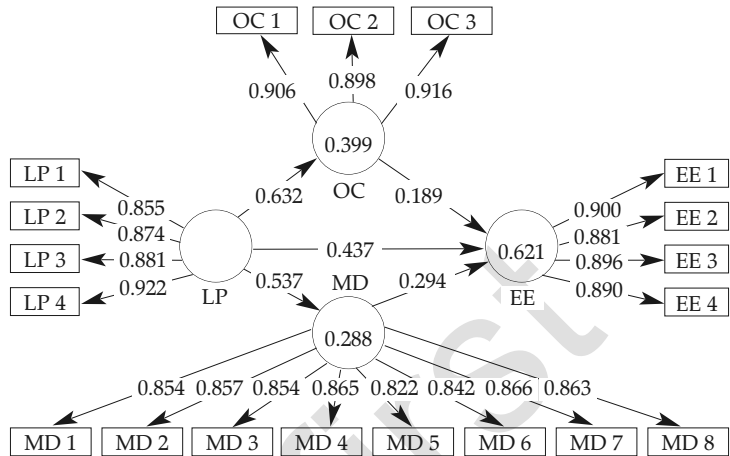 OC 1 OC 2 OC 3
0.906 0.898 0.916
0.399
OC
LP 1
LP 2
LP 3
LP 4
0.855
0.874
0.881
0.922
LP
0.632
0.189
0.437
0.537
MD
0.294
0.621
EE
EE 1
EE 2
EE 3
EE 4
0.900
0.881
0.896
0.890
0.288
0.854 0.857 0.854 0.865 0.822 0.842 0.866 0.863
MD 1 MD 2 MD 3 MD 4 MD 5 MD 6 MD 7 MD 8
first